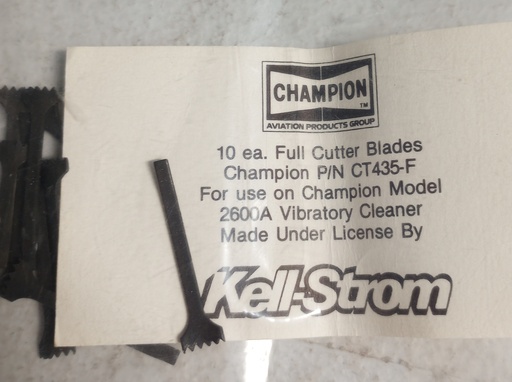 CHAMPION
TM
AVIATION PRODUCTS GROUP
10 ea. Full Cutter Blades
Champion P/N CT435-F
For use on Champion Model
2600A Vibratory Cleaner
Made Under License By
Kell-Strom